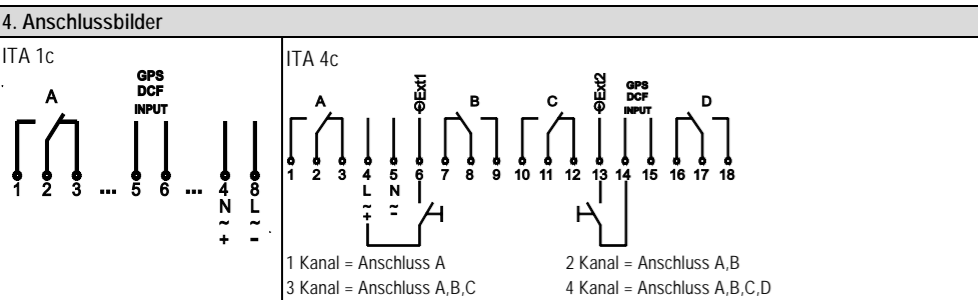 4. Anschlussbilder
ITA 1c
A
GPS
DCF
INPUT
1 2 3 ... 5 6 ... 4 8
N L
~ ~
+ -
ITA 4c
A
ΘExt1
B
C
ΘExt2
GPS
DCF
INPUT
D
1 2 3 4 5 6 7 8 9 10 11 12 13 14 15 16 17 18
L N
~ ~
+ -
1 Kanal = Anschluss A
2 Kanal = Anschluss A,B
3 Kanal = Anschluss A,B,C
4 Kanal = Anschluss A,B,C,D